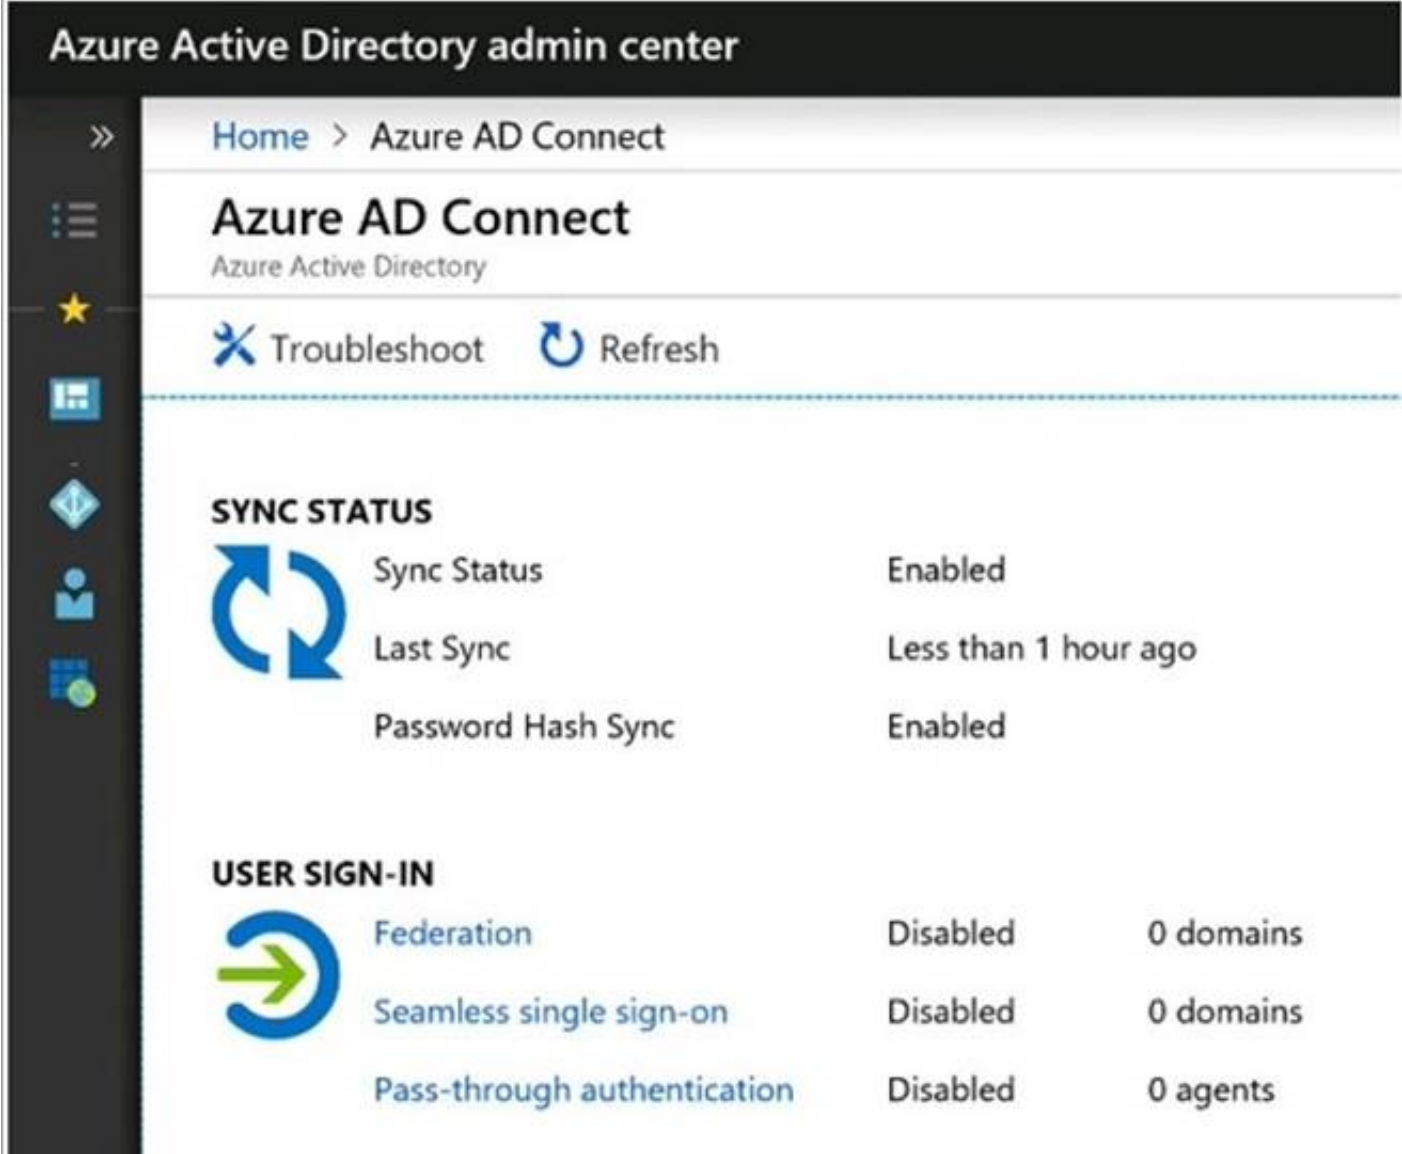 Azure Active Directory admin center
Home > Azure AD Connect
Azure AD Connect
Azure Active Directory
Troubleshoot Refresh
SYNC STATUS
Sync Status Enabled
Last Sync Less than 1 hour ago
Password Hash Sync Enabled
USER SIGN-IN
Federation Disabled 0 domains
Seamless single sign-on Disabled 0 domains
Pass-through authentication Disabled 0 agents